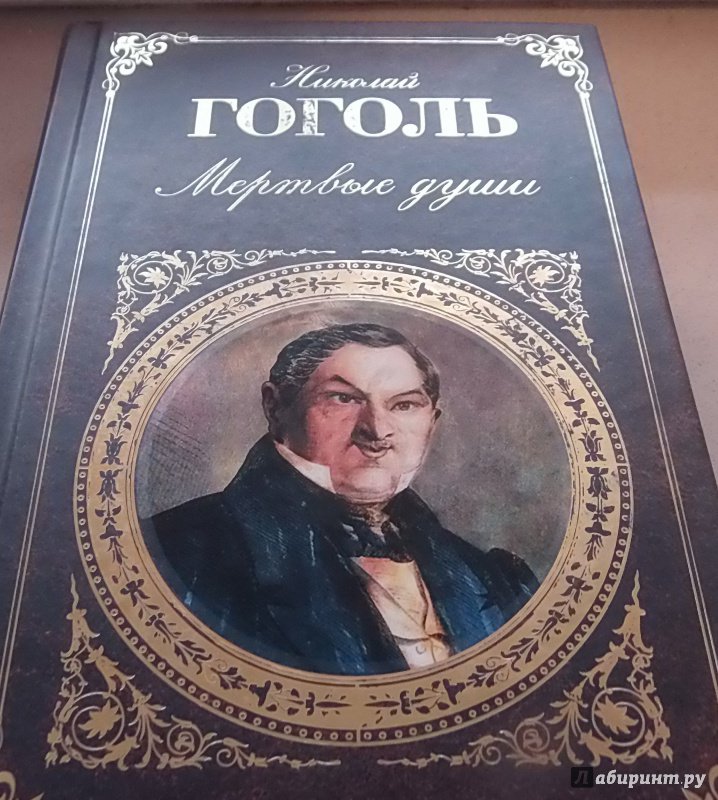 Николай
ГОГОЛЬ
Мертвые души
Лабиринт.ру